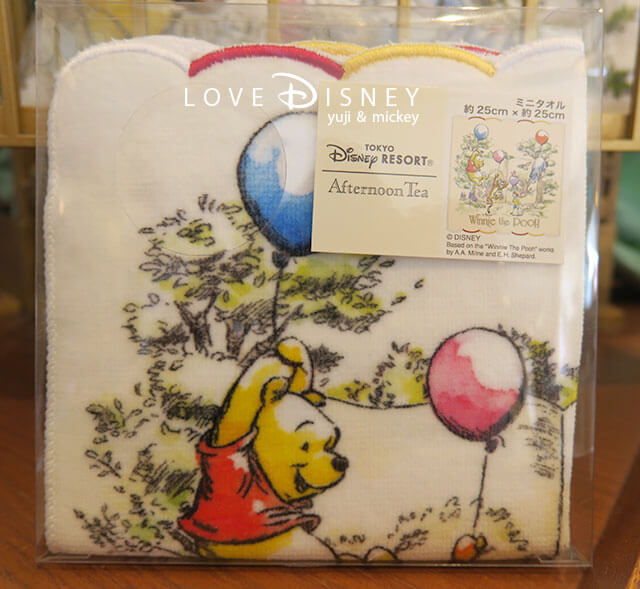 LOVE DISNEY
yuji & mickey
ミニタオル
約25cm×約25cm
TOKYO
Disney RESORT®
Afternoon Tea
Winnie the Pooh
© DISNEY
Based on the "Winnie The Pooh" works
by A.A. Milne and E.H. Shepard.